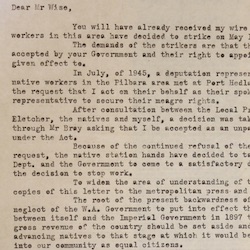 Dear Mr Wise,
You will have already received my wire
workers in this area have decided to strike on May 1
The demands of the strikers are that th
accepted by your Government and their right to appoi
given effect to.
In July, of 1945, a deputation repres
native workers in the Pilbara area met at Port Hedla
the request that I act on their behalf as their spok
representative to secure their meagre rights.
After consultation between the Local Pr
Fletcher, the natives and myself, a decision was tak
through Mr Bray asking that I be accepted as an unpa
under the Act.
Because of the continued refusal of the
request, the native station hands have decided to ta
Dept. and the Government to come to a satisfactory d
the decision to stop work.
To widen the area of understanding of t
copies of this letter to the metropolitan press
The root of the present backwardness of
neglect of the W.A. Government to put into effect th
between itself and the Imperial Government in 1897 w
gross revenue of the country should be set aside
advancing natives to that stage at which it would be
into our community as equal citizens.